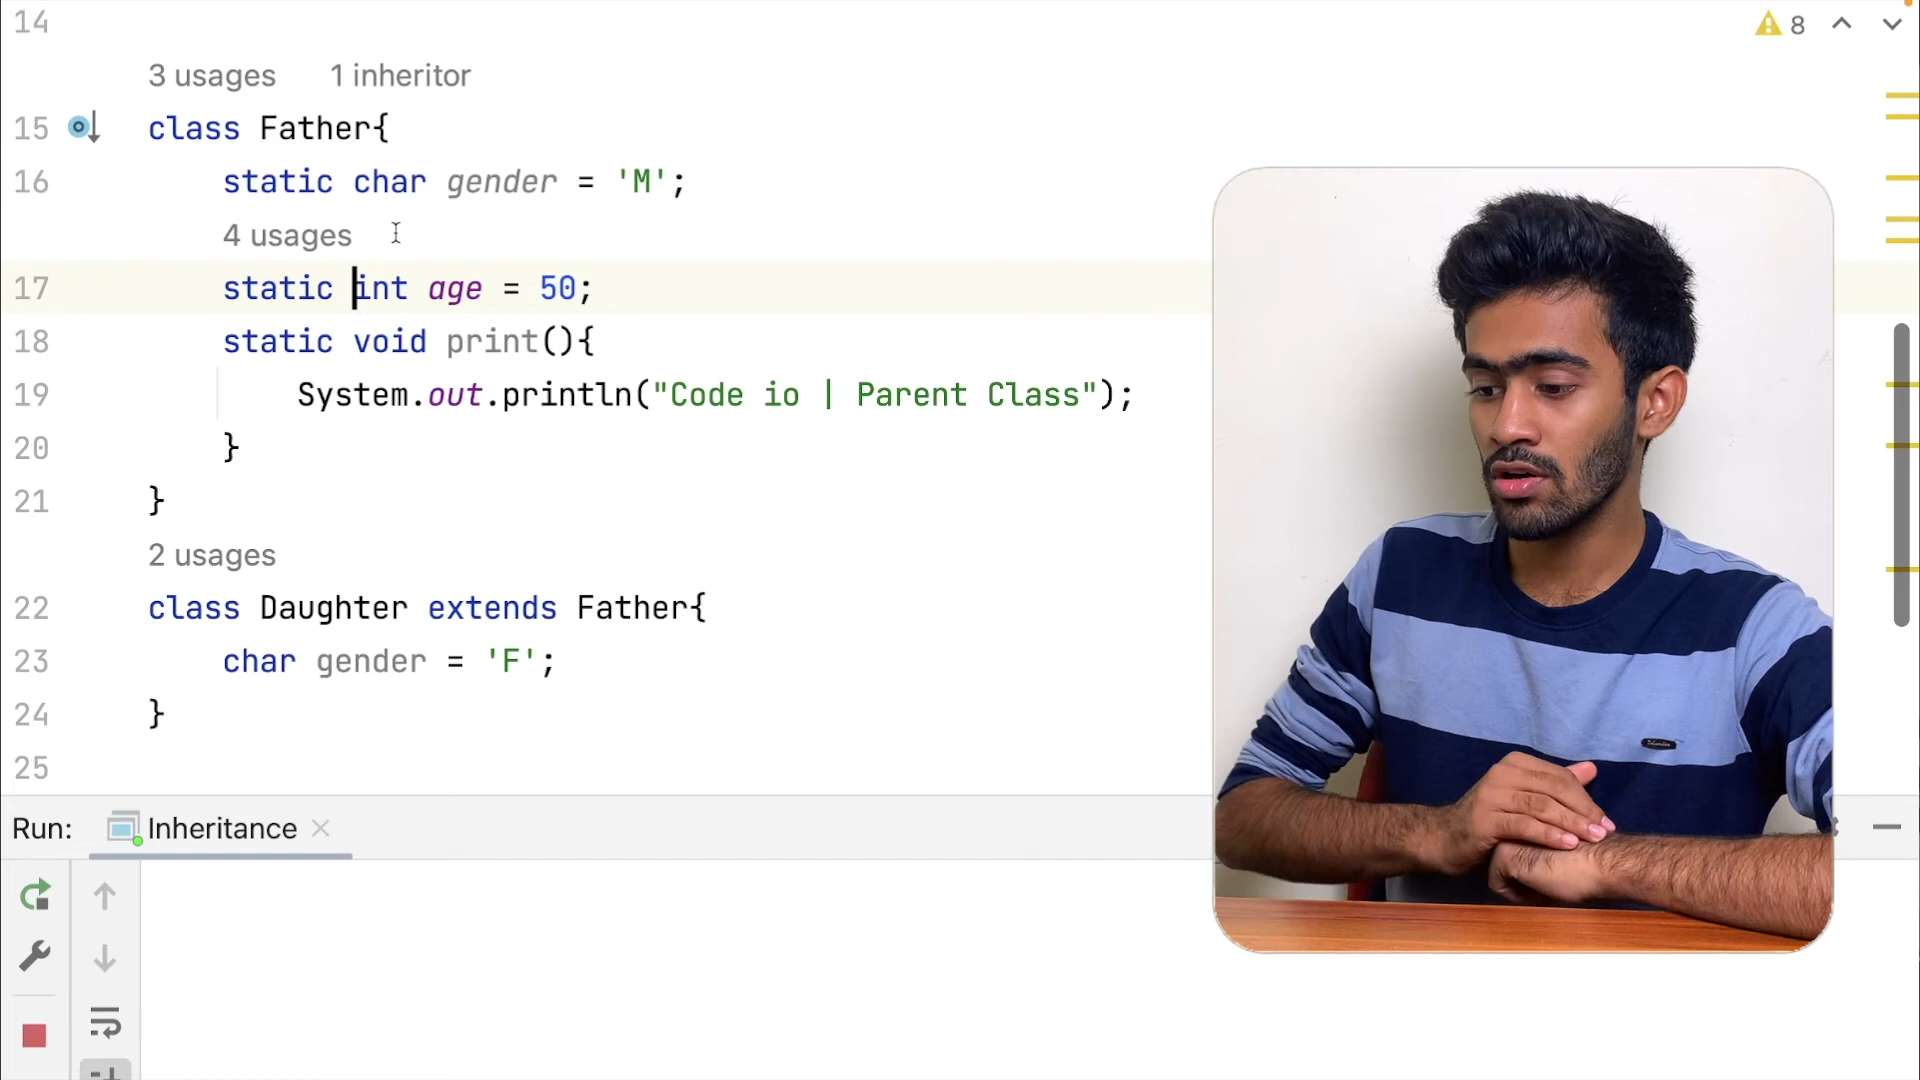 14
8
3 usages 1 inheritor
15 class Father{
16 static char gender = 'M';
4 usages
17 static int age = 50;
18 static void print(){
19 System.out.println("Code io | Parent Class");
20 }
21 }
2 usages
22 class Daughter extends Father{
23 char gender = 'F';
24 }
25
Run: Inheritance